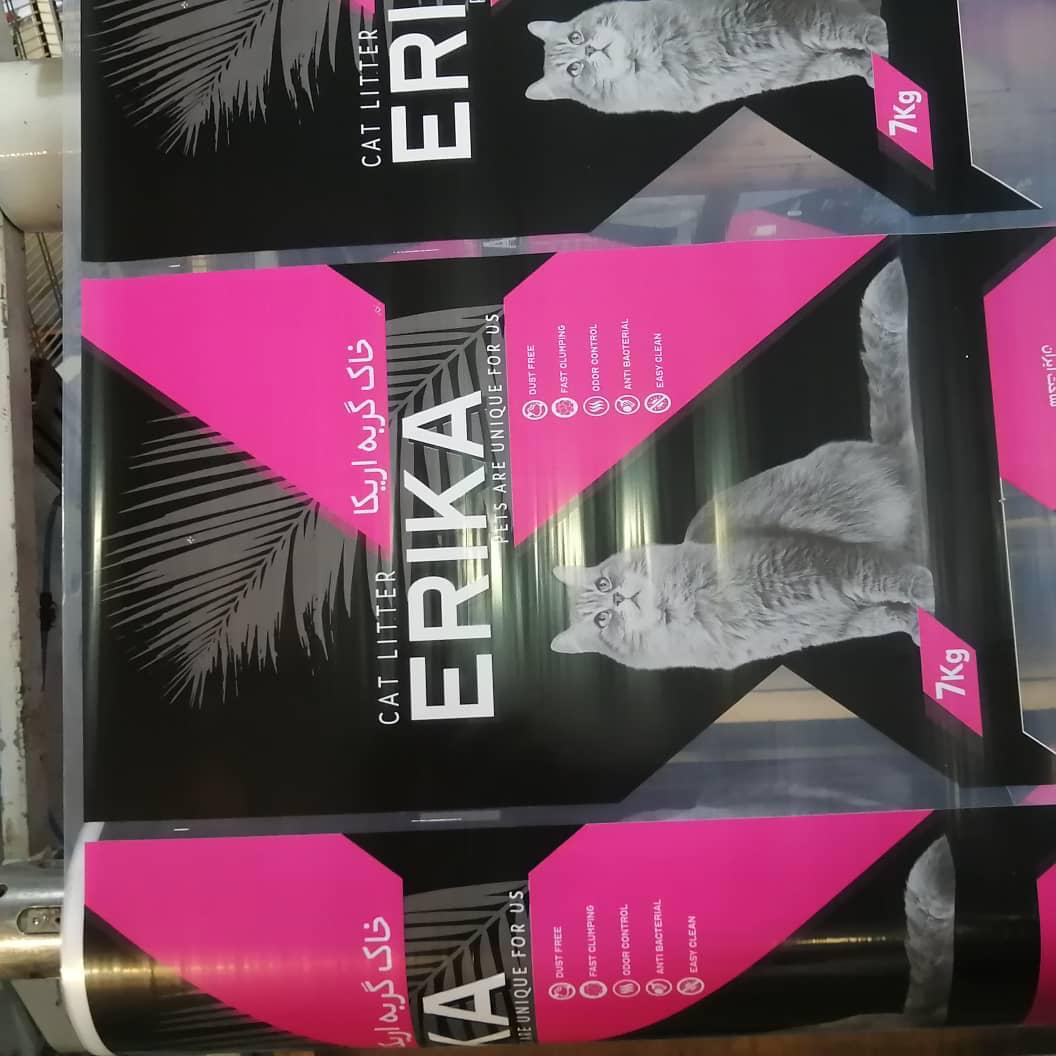 CAT LITTER
ERI
7Kg
خاک گربه اریکا
CAT LITTER
ERIKA
PETS ARE UNIQUE FOR US
DUST FREE
FAST CLUMPING
ODOR CONTROL
ANTI BACTERIAL
EASY CLEAN
7Kg
خاک گربه
KA
UNIQUE FOR US
DUST FREE
FAST CLUMPING
ODOR CONTROL
ANTI BACTERIAL
EASY CLEAN